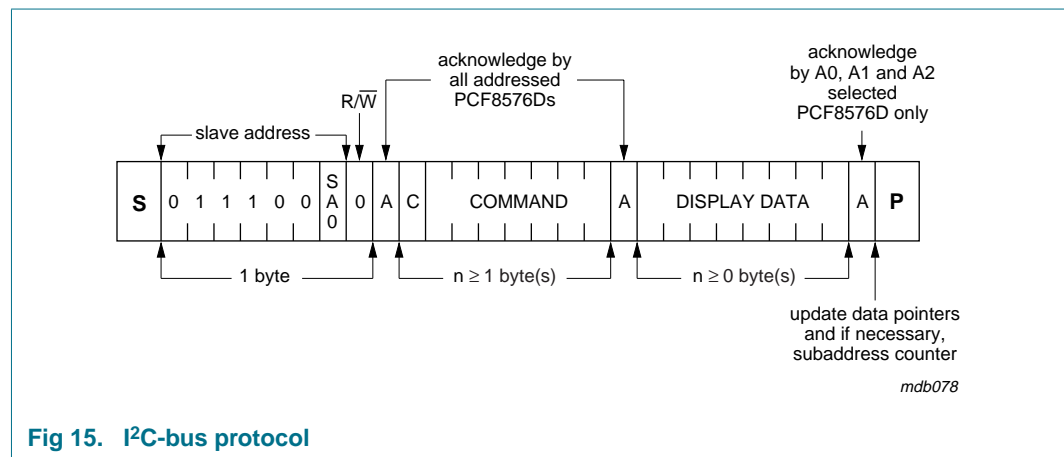 acknowledge by
all addressed
PCF8576Ds
acknowledge
by A0, A1 and A2
selected
PCF8576D only
R/W̅
slave address
S 0 1 1 1 0 0 SA0 0 A C COMMAND A DISPLAY DATA A P
1 byte
n ≥ 1 byte(s)
n ≥ 0 byte(s)
update data pointers
and if necessary,
subaddress counter
mdb078
Fig 15. I²C-bus protocol